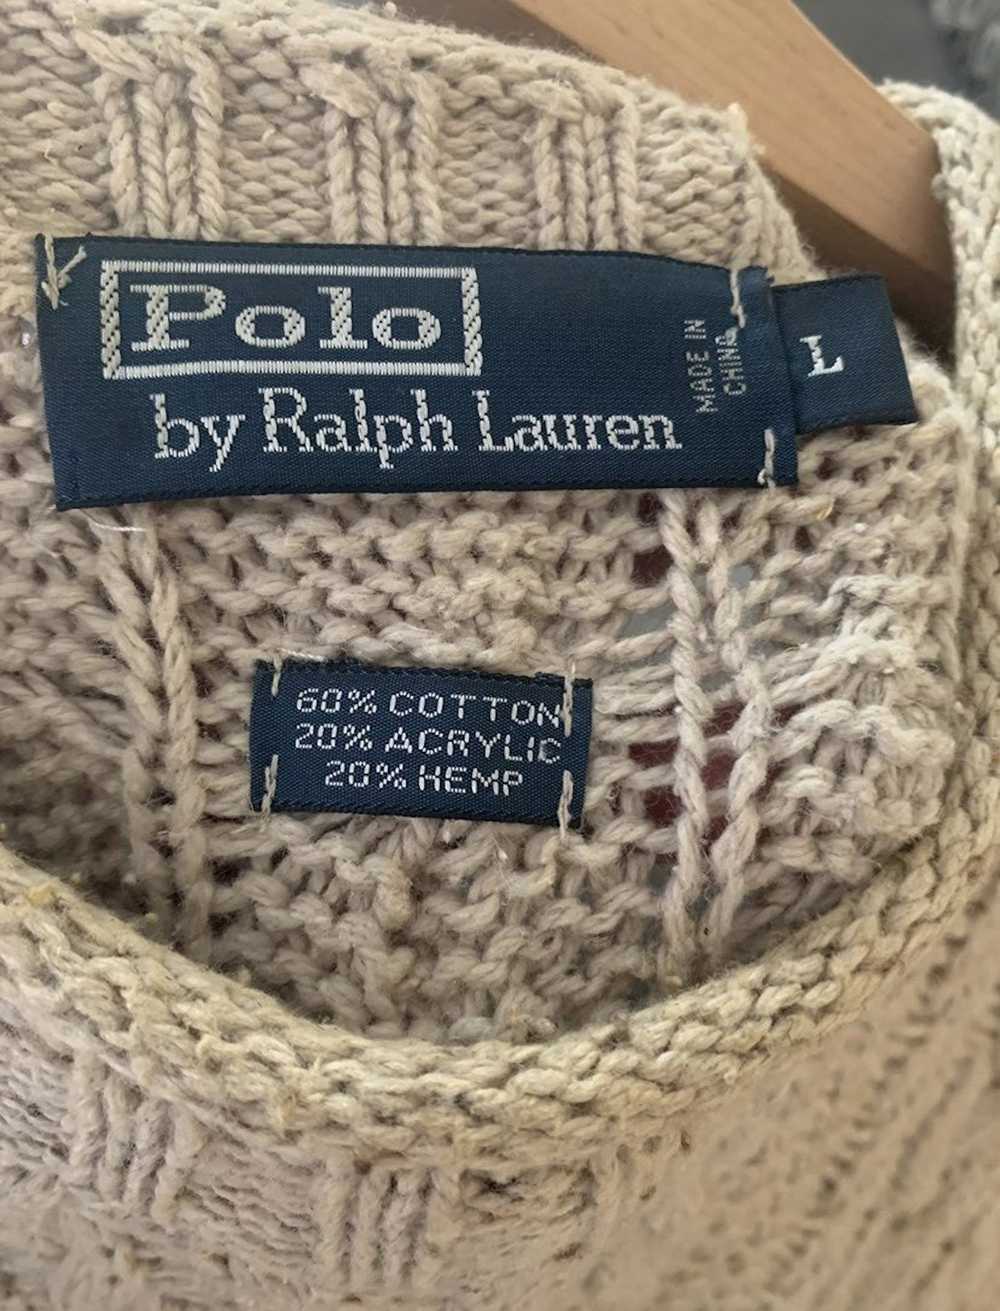 Polo
by Ralph Lauren
MADE IN
CHINA
L
60% COTTON
20% ACRYLIC
20% HEMP